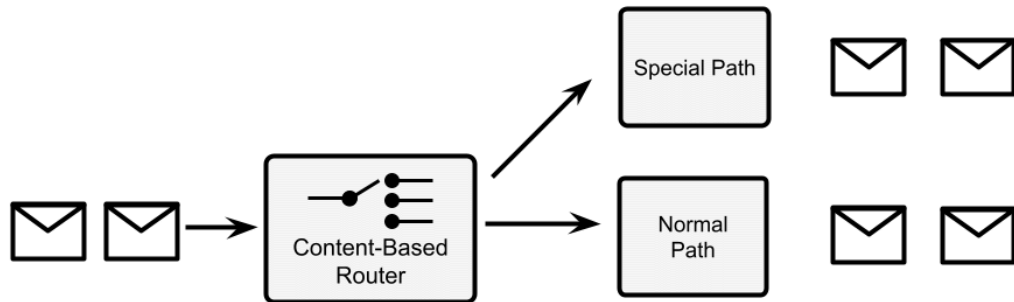 Special Path
Content-Based
Router
Normal
Path